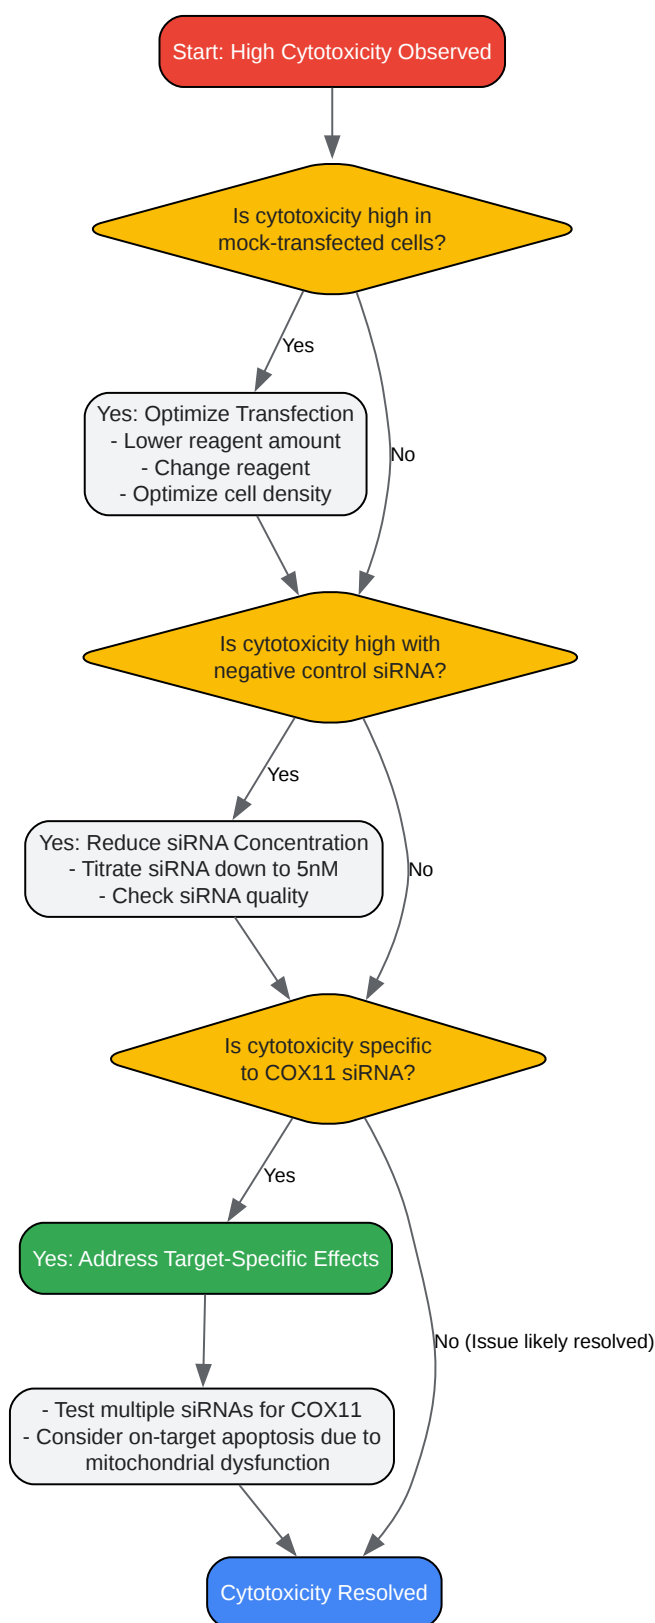 Start: High Cytotoxicity Observed
Is cytotoxicity high in
mock-transfected cells?
Yes
Yes: Optimize Transfection
- Lower reagent amount
- Change reagent
- Optimize cell density
No
Is cytotoxicity high with
negative control siRNA?
Yes
Yes: Reduce siRNA Concentration
- Titrate siRNA down to 5nM
- Check siRNA quality
No
Is cytotoxicity specific
to COX11 siRNA?
Yes
Yes: Address Target-Specific Effects
No (Issue likely resolved)
- Test multiple siRNAs for COX11
- Consider on-target apoptosis due to
mitochondrial dysfunction
Cytotoxicity Resolved